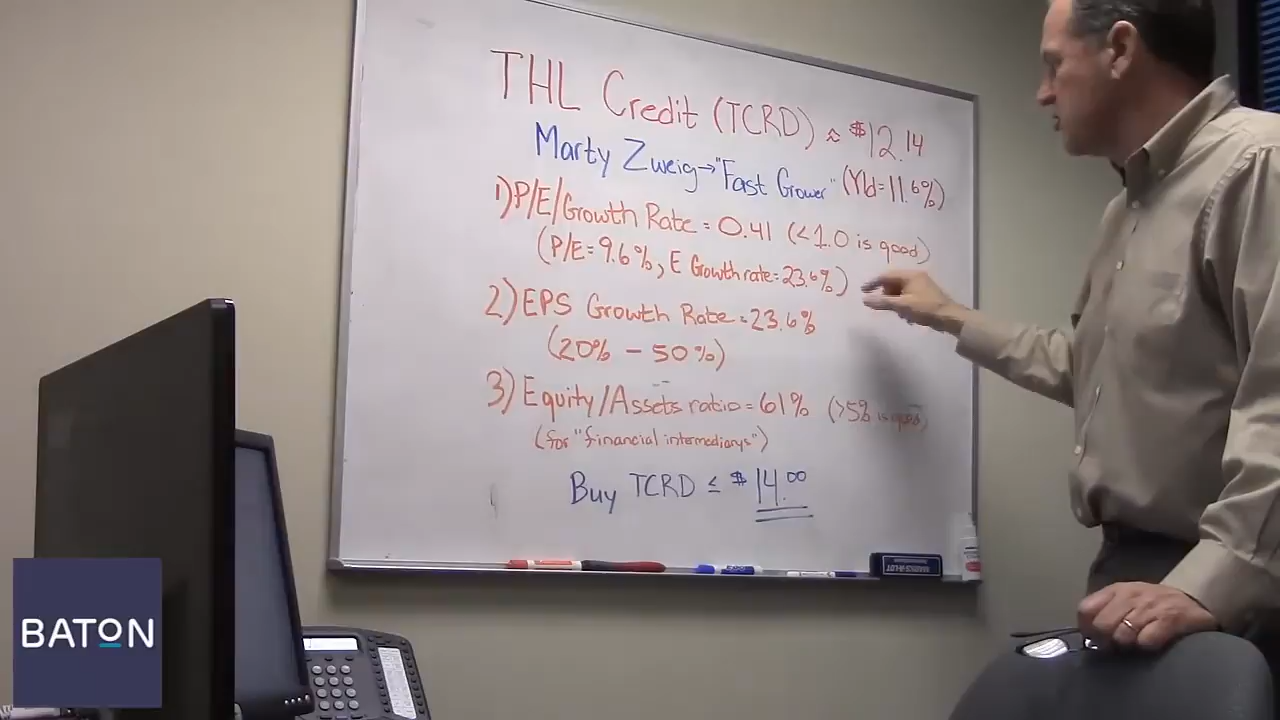 THL Credit (TCRD) ≈ $12.14
Marty Zweig → "Fast Grower" (Yld=11.6%)
1) P/E/Growth Rate = 0.41 (<1.0 is good)
(P/E = 9.6%, E Growth rate = 23.6%)
2) EPS Growth Rate = 23.6%
(20% – 50%)
3) Equity/Assets ratio = 61% (>5% is good)
(for "financial intermediarys")
Buy TCRD ≤ $14.00
EXPO
BATON